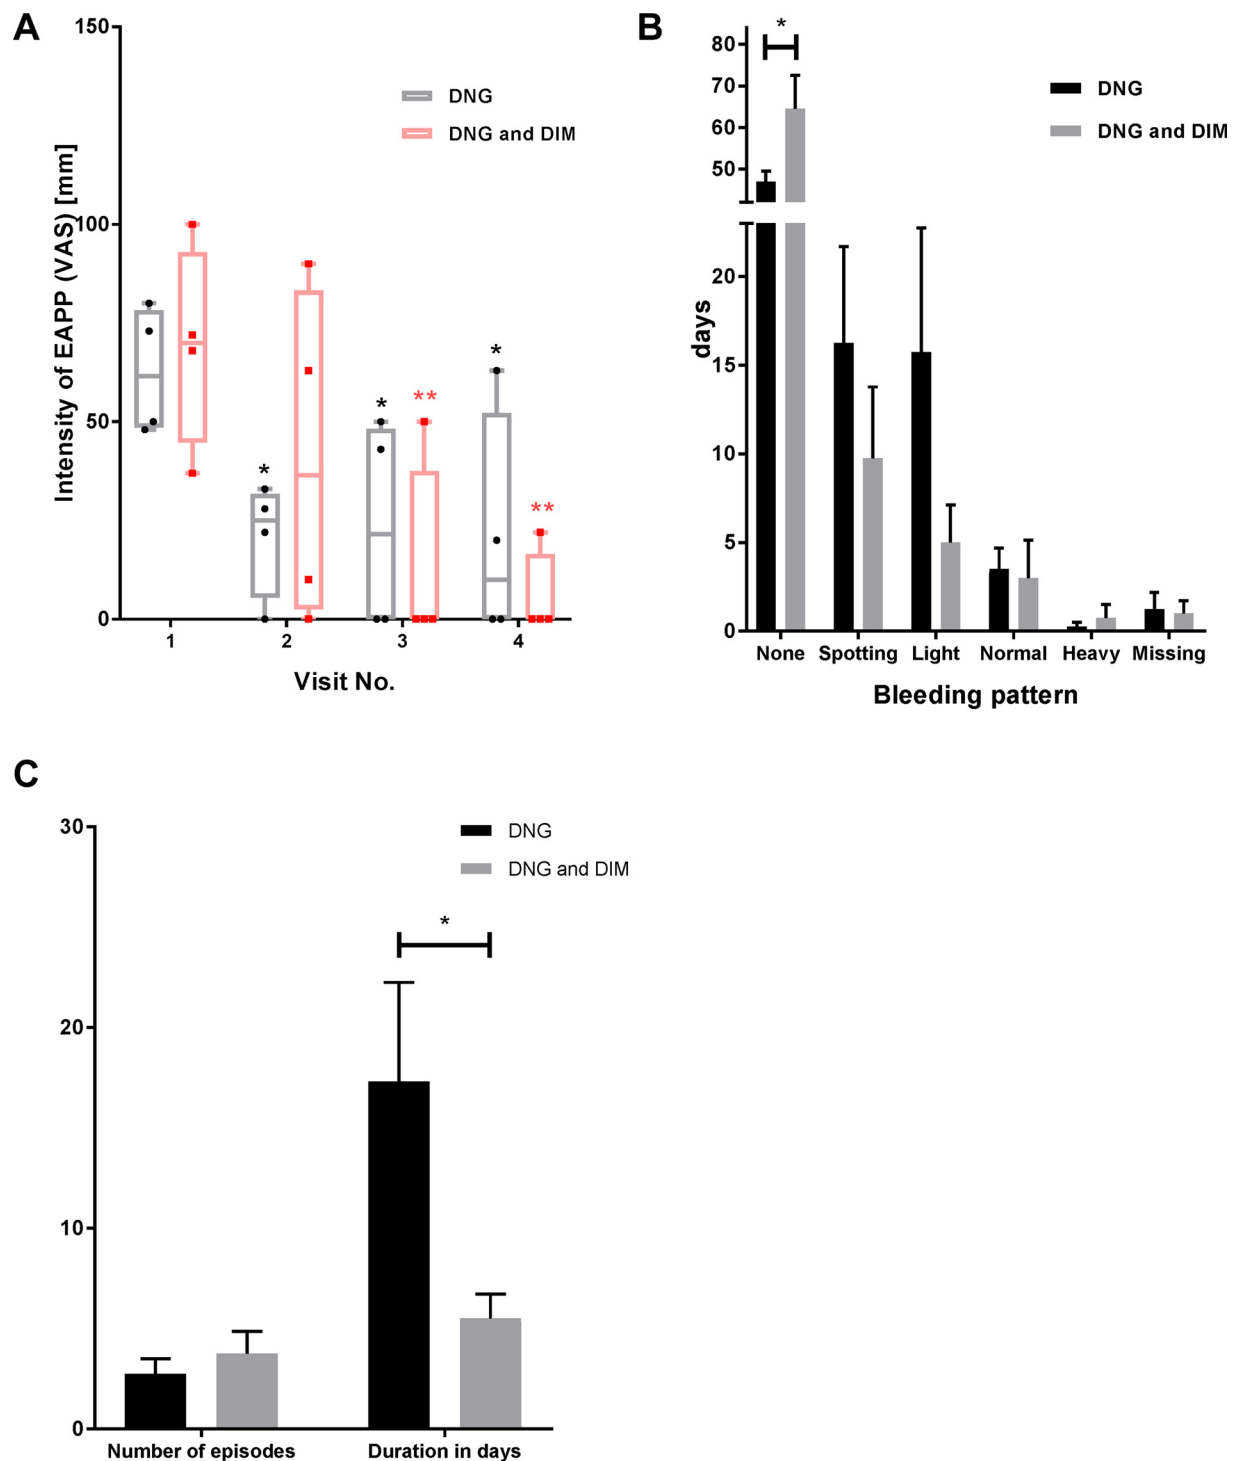 A
150
100
50
0
Intensity of EAPP (VAS) [mm]
DNG
DNG and DIM
*
*
**
*
**
1 2 3 4
Visit No.
B
80
70
60
50
20
15
10
5
0
days
*
DNG
DNG and DIM
None Spotting Light Normal Heavy Missing
Bleeding pattern
C
30
20
10
0
DNG
DNG and DIM
*
Number of episodes Duration in days